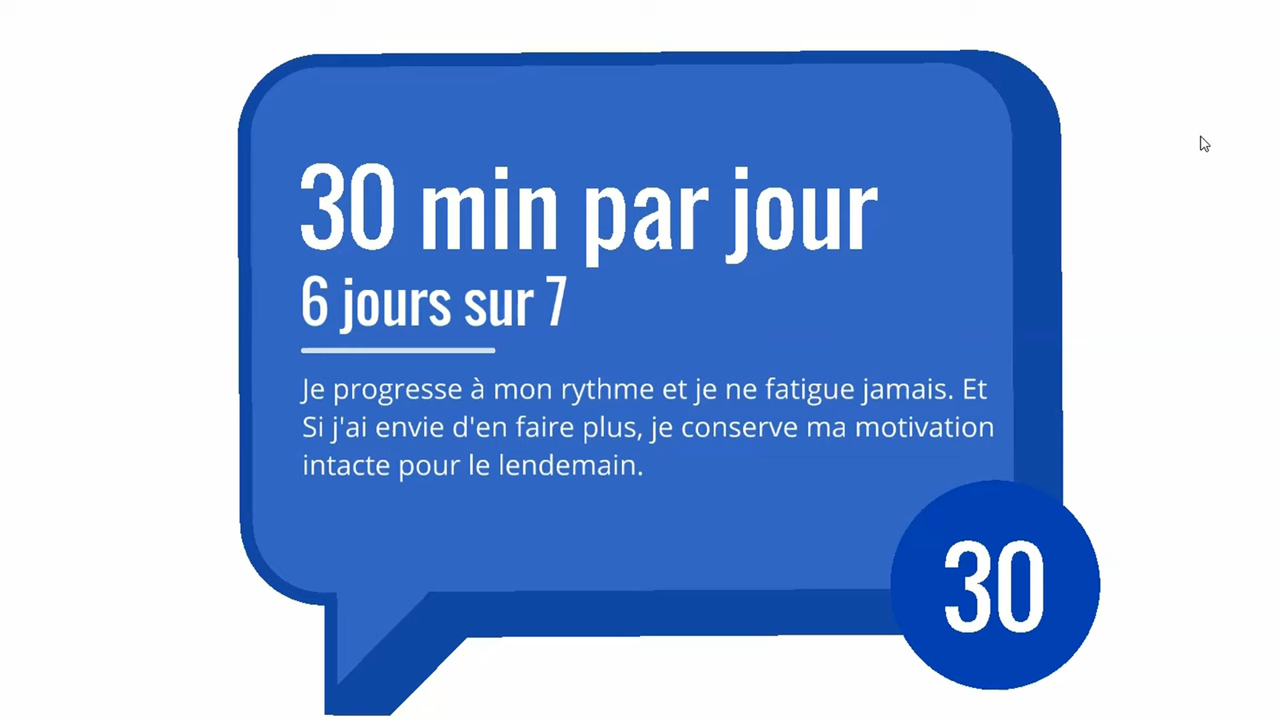 30 min par jour
6 jours sur 7
Je progresse à mon rythme et je ne fatigue jamais. Et
Si j'ai envie d'en faire plus, je conserve ma motivation
intacte pour le lendemain.
30